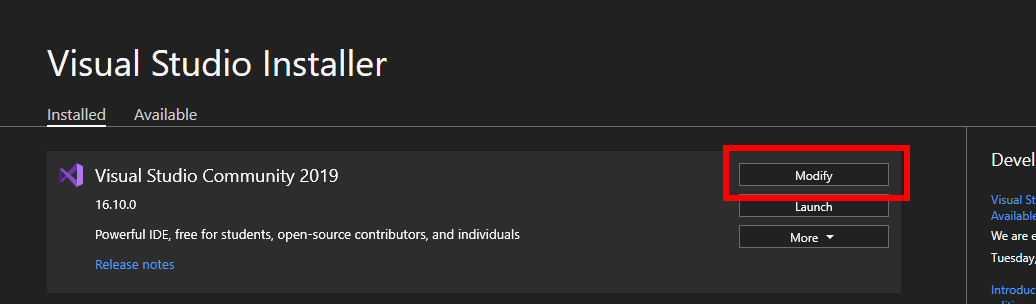 Visual Studio Installer
Installed
Available
Visual Studio Community 2019
16.10.0
Powerful IDE, free for students, open-source contributors, and individuals
Release notes
Modify
Launch
More
Devel
Visual St
Available
We are e
Tuesday,
Introduc